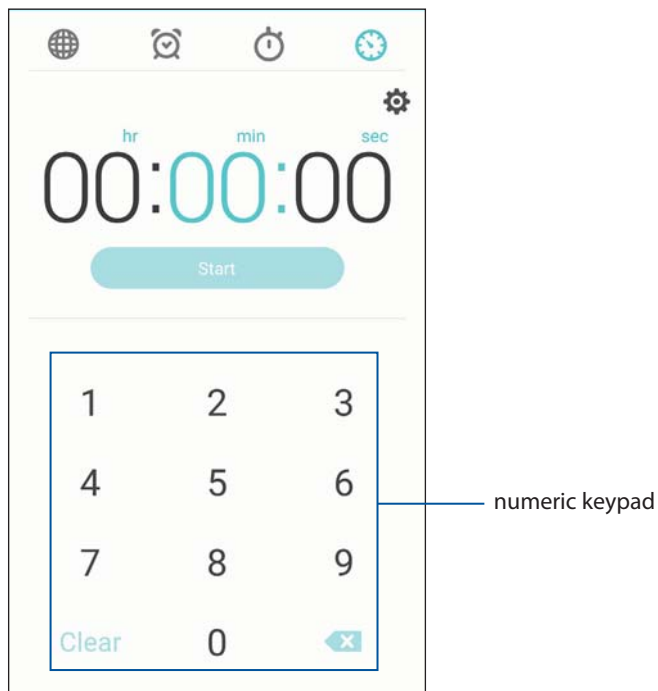 hr min sec
00:00:00
Start
1 2 3
4 5 6
numeric keypad
7 8 9
Clear 0